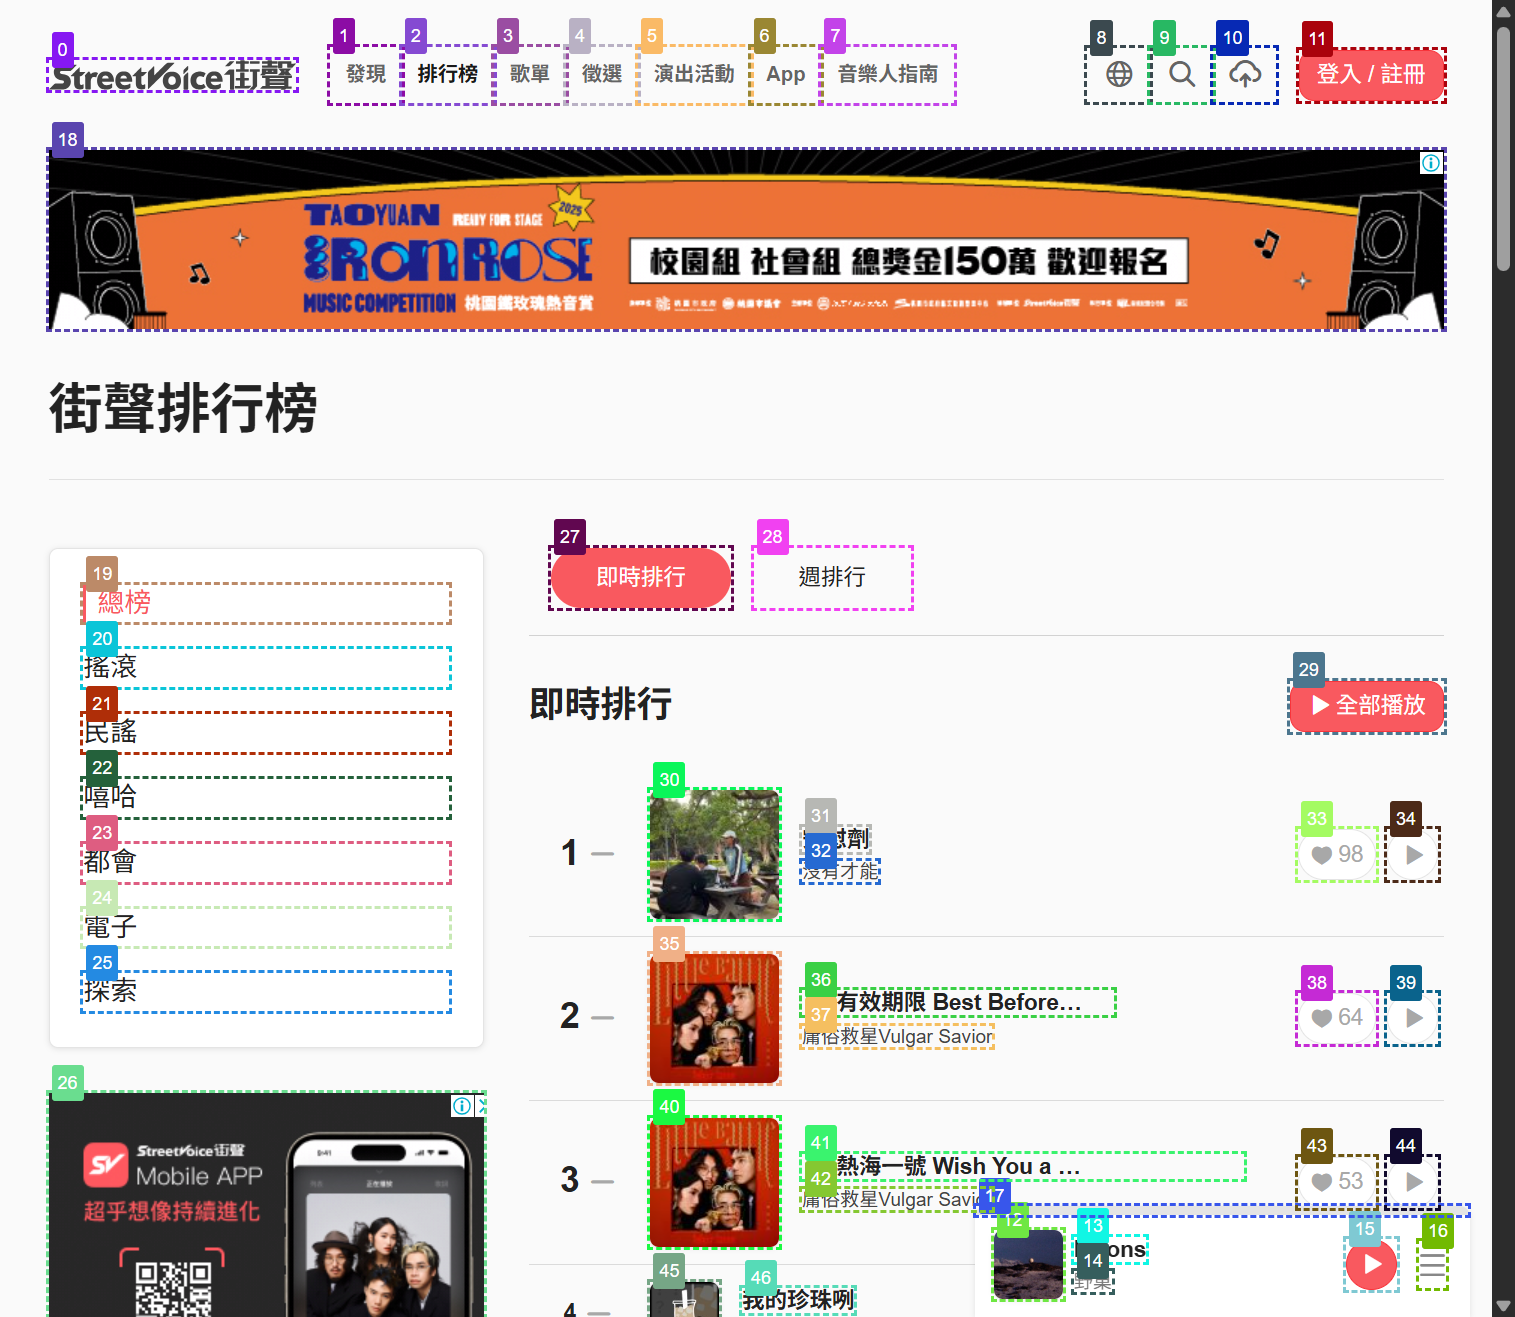 StreetVoice街聲
發現
排行榜
歌單
徵選
演出活動
App
音樂人指南
登入 / 註冊
TAOYUAN READY FOR STAGE 2025
IRON ROSE
MUSIC COMPETITION 桃園鐵玫瑰熱音賞
校園組 社會組 總獎金150萬 歡迎報名
街聲排行榜
總榜
搖滾
民謠
嘻哈
都會
電子
探索
StreetVoice街聲
Mobile APP
超乎想像持續進化
即時排行
週排行
即時排行
全部播放
1
慰劑
沒有才能
98
2
有效期限 Best Before…
庸俗救星Vulgar Savior
64
3
熱海一號 Wish You a …
庸俗救星Vulgar Savior
53
4
我的珍珠咧
ons
野菓
0
1
2
3
4
5
6
7
8
9
10
11
12
13
14
15
16
17
18
19
20
21
22
23
24
25
26
27
28
29
30
31
32
33
34
35
36
37
38
39
40
41
42
43
44
45
46